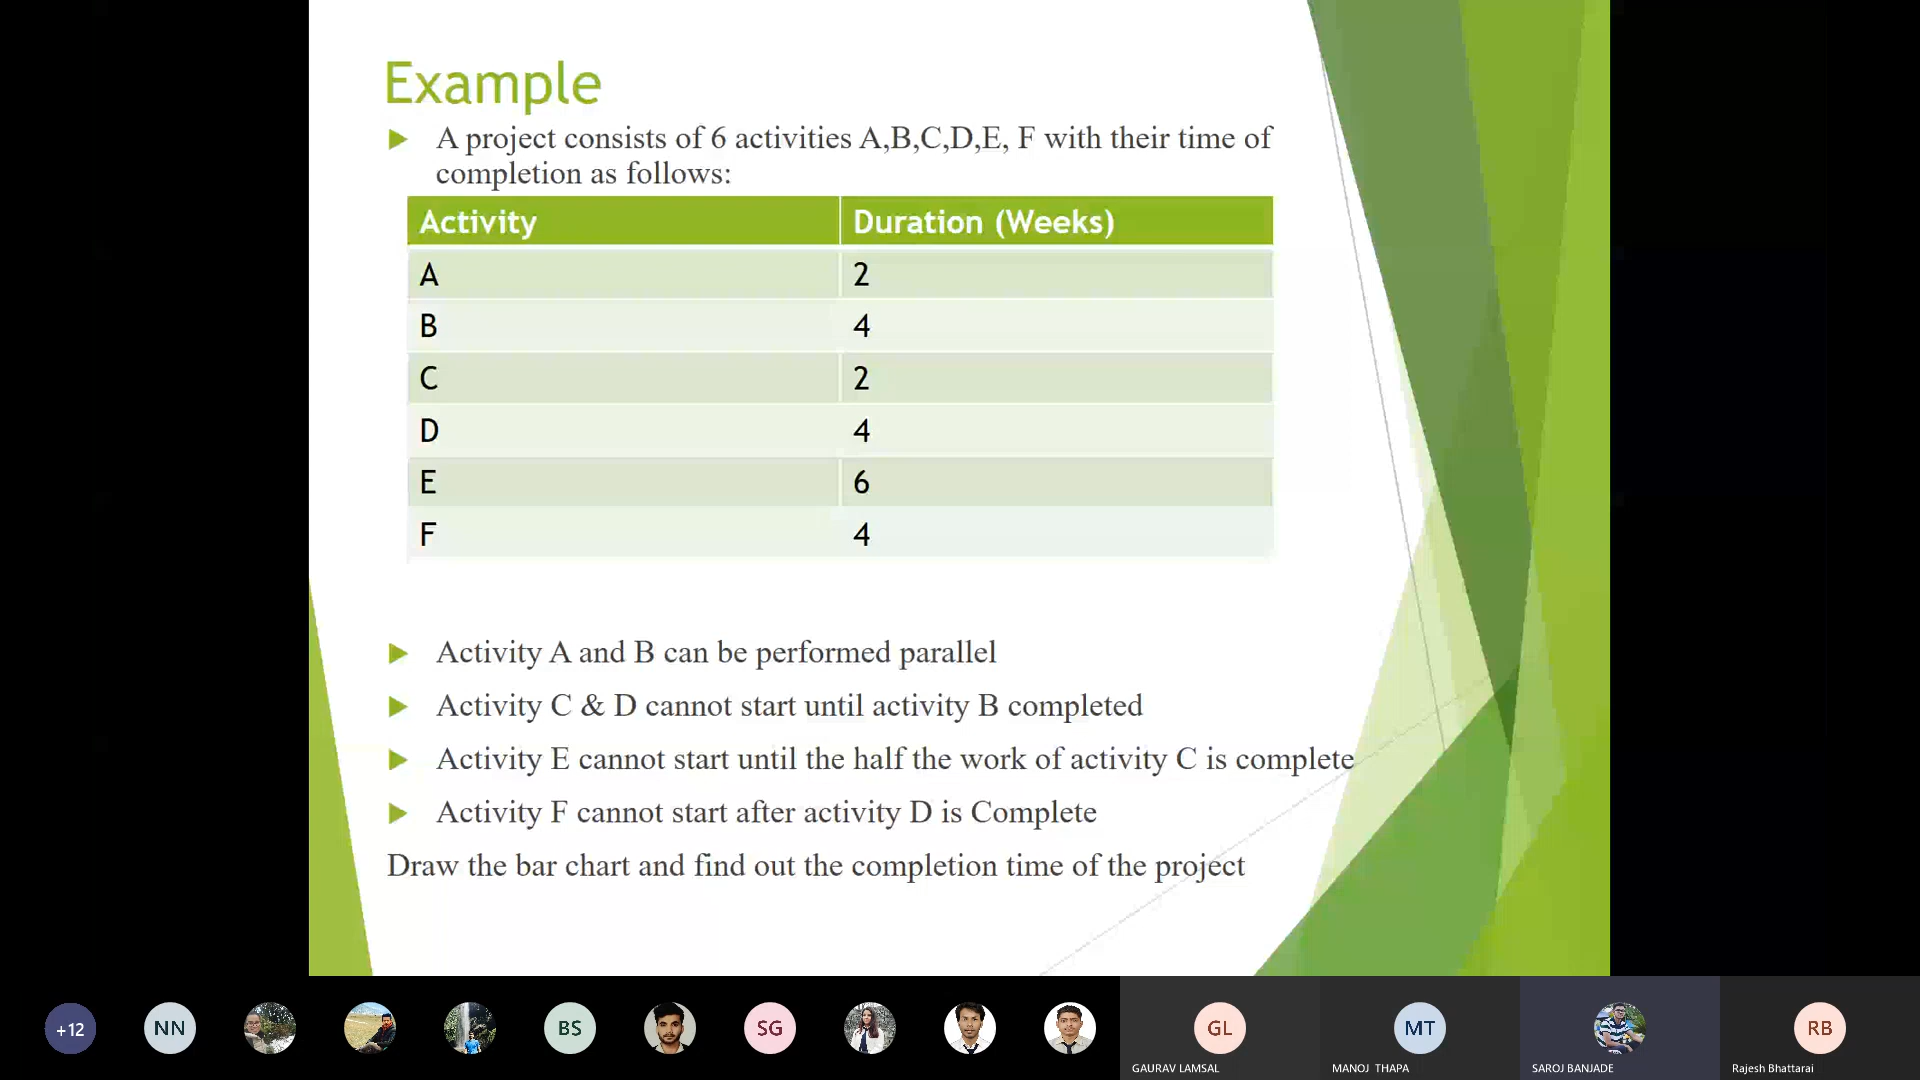 Example
A project consists of 6 activities A,B,C,D,E, F with their time of
completion as follows:
Activity Duration (Weeks)
A 2
B 4
C 2
D 4
E 6
F 4
Activity A and B can be performed parallel
Activity C & D cannot start until activity B completed
Activity E cannot start until the half the work of activity C is complete
Activity F cannot start after activity D is Complete
Draw the bar chart and find out the completion time of the project
+12 NN BS SG GL MT RB
GAURAV LAMSAL MANOJ THAPA SAROJ BANJADE Rajesh Bhattarai